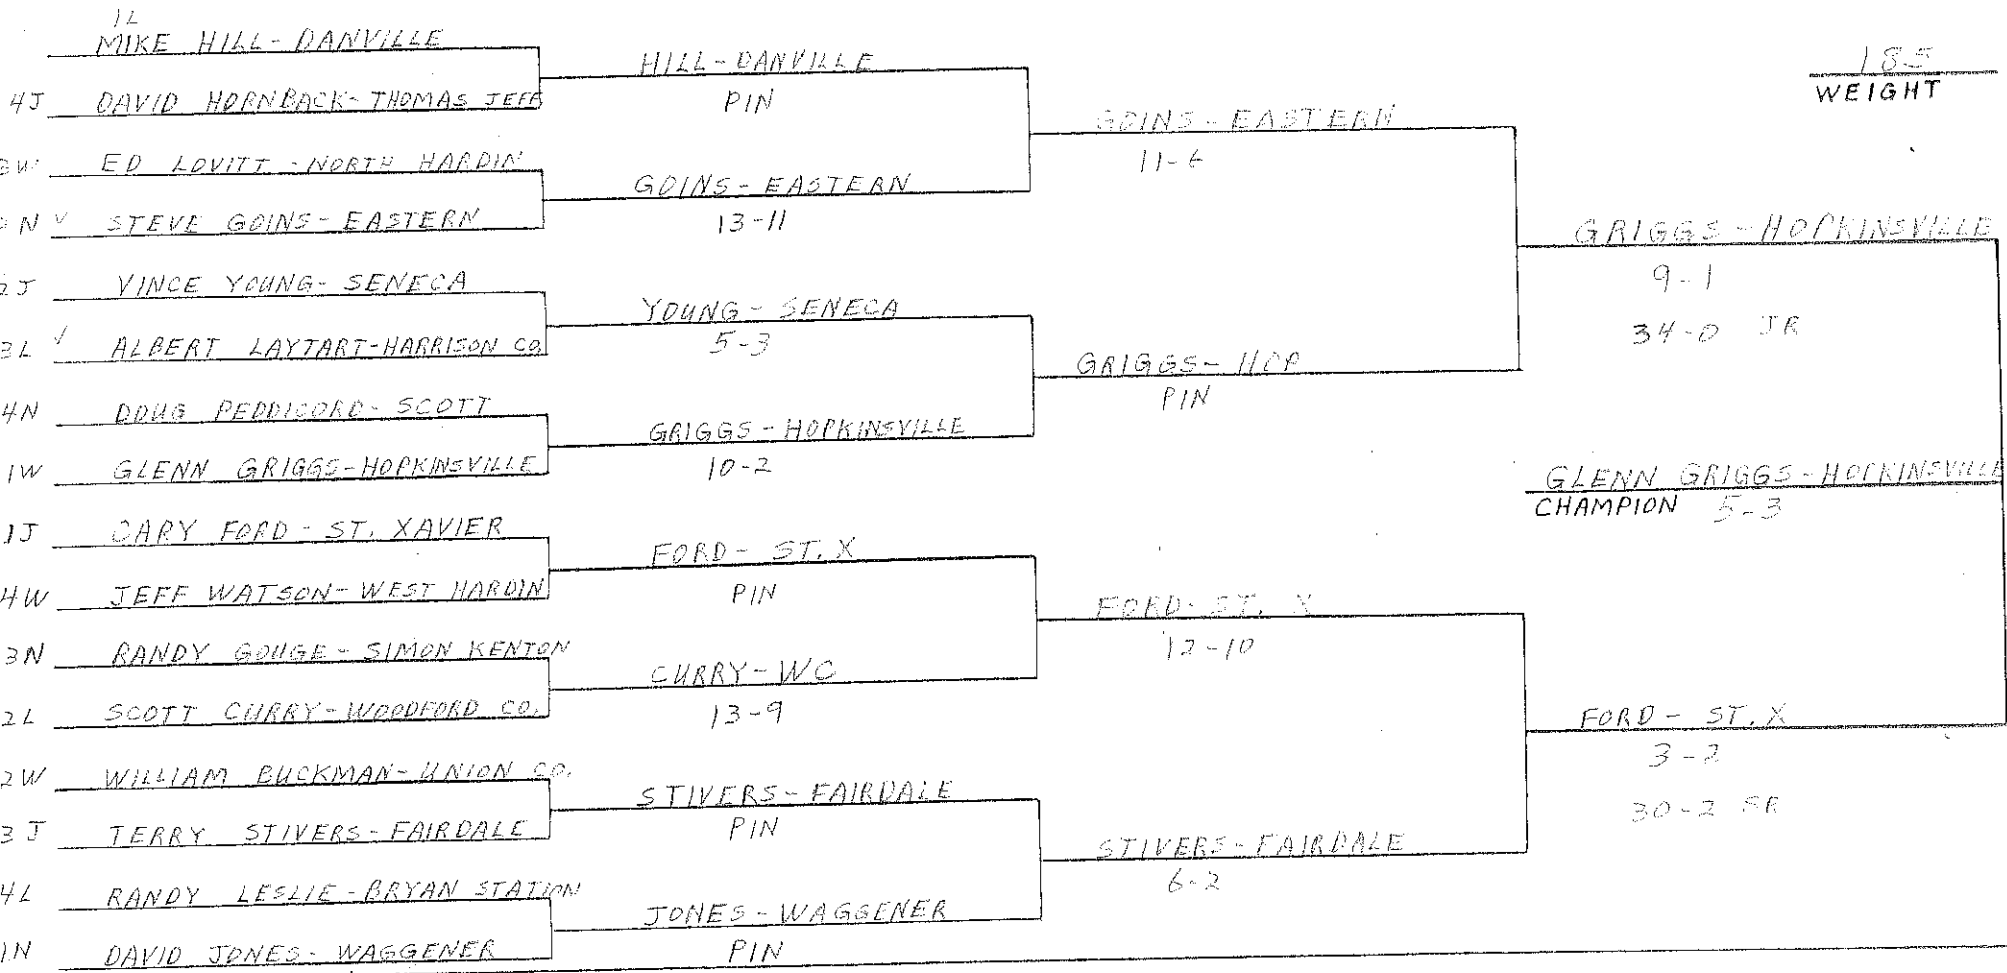 1L
MIKE HILL - DANVILLE
4J DAVID HORNBACK - THOMAS JEFF
3W ED LOVITT - NORTH HARDIN
N √ STEVE GOINS - EASTERN
2J VINCE YOUNG - SENECA
3L √ ALBERT LAYTART - HARRISON CO.
4N DOUG PEDDICORD - SCOTT
1W GLENN GRIGGS - HOPKINSVILLE
1J CARY FORD - ST. XAVIER
4W JEFF WATSON - WEST HARDIN
3N RANDY GOUGE - SIMON KENTON
2L SCOTT CURRY - WOODFORD CO.
2W WILLIAM BUCKMAN - UNION CO.
3J TERRY STIVERS - FAIRDALE
4L RANDY LESLIE - BRYAN STATION
1N DAVID JONES - WAGGENER
HILL - DANVILLE
PIN
GOINS - EASTERN
13-11
YOUNG - SENECA
5-3
GRIGGS - HOPKINSVILLE
10-2
FORD - ST. X
PIN
CURRY - WC
13-9
STIVERS - FAIRDALE
PIN
JONES - WAGGENER
PIN
GOINS - EASTERN
11-6
GRIGGS - HOP
PIN
FORD - ST. X
12-10
STIVERS - FAIRDALE
6-2
185
WEIGHT
GRIGGS - HOPKINSVILLE
9-1
34-0 JR
GLENN GRIGGS - HOPKINSVILLE
CHAMPION 5-3
FORD - ST. X
3-2
30-2 SR